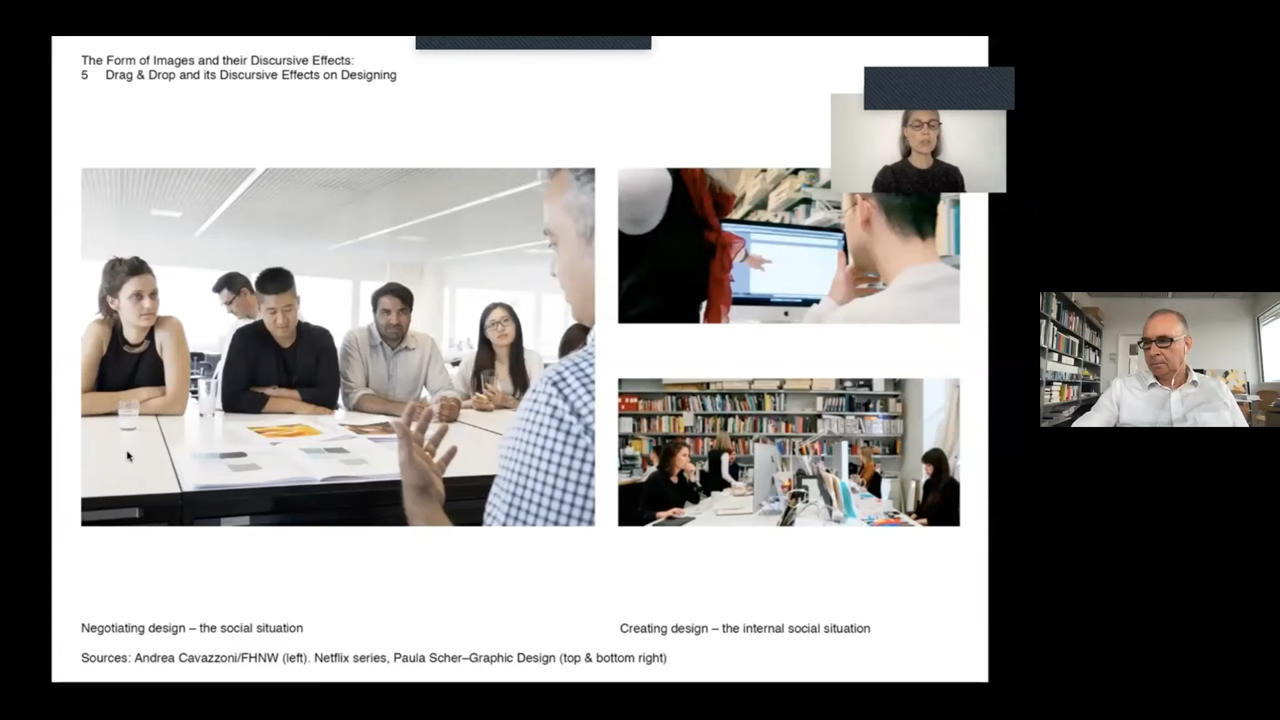 The Form of Images and their Discursive Effects:
5 Drag & Drop and its Discursive Effects on Designing
Negotiating design – the social situation
Creating design – the internal social situation
Sources: Andrea Cavazzoni/FHNW (left). Netflix series, Paula Scher–Graphic Design (top & bottom right)